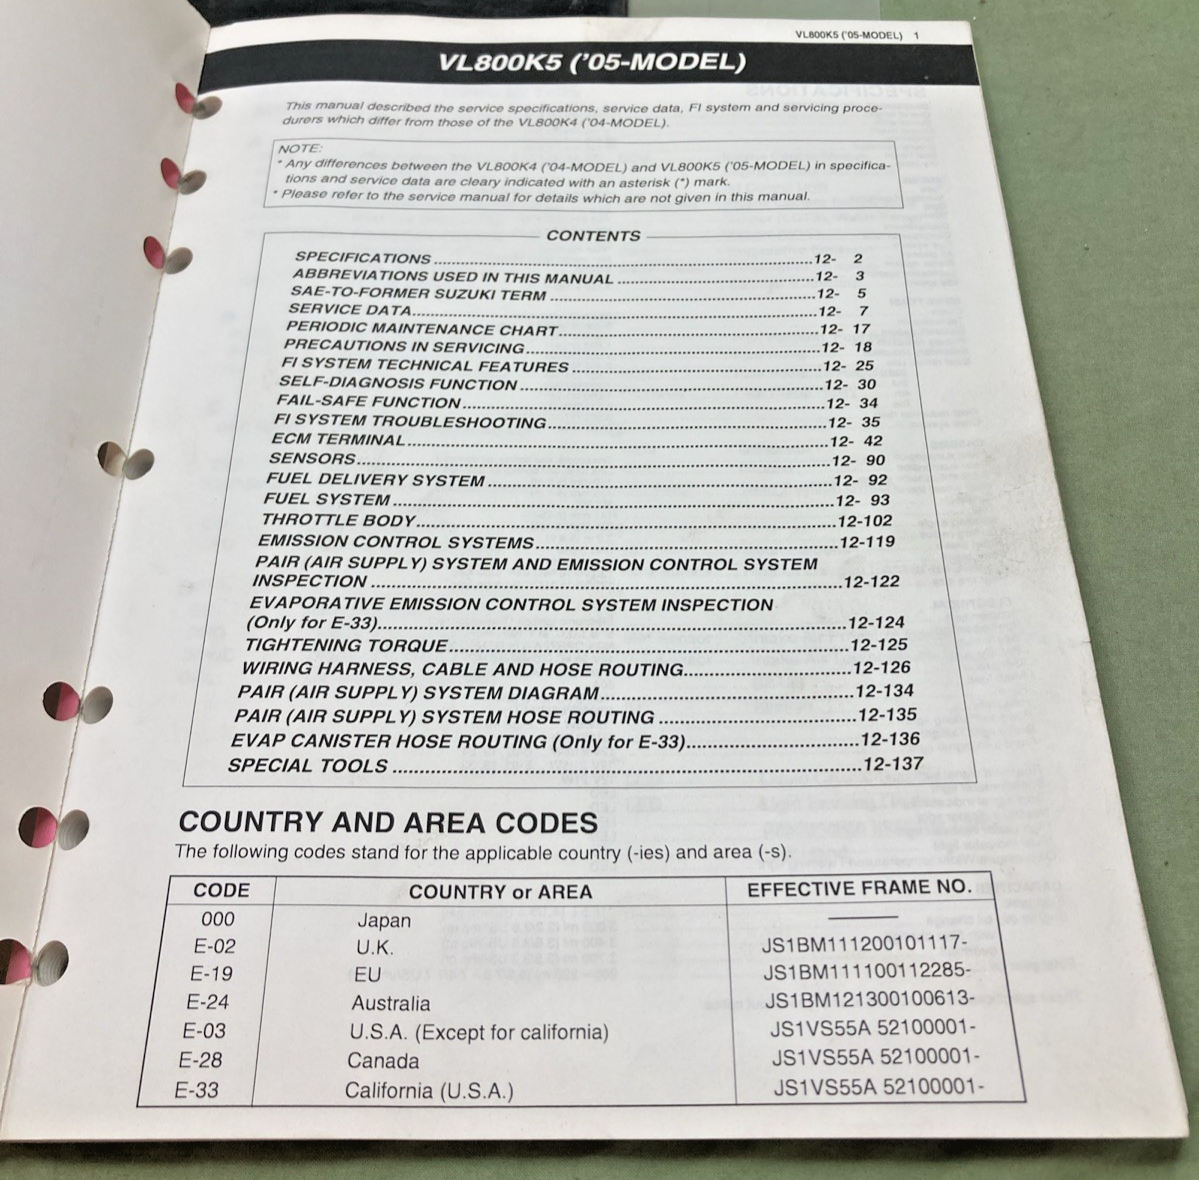 VL800K5 ('05-MODEL) 1
VL800K5 ('05-MODEL)
This manual described the service specifications, service data, FI system and servicing proce-
durers which differ from those of the VL800K4 ('04-MODEL).
NOTE:
* Any differences between the VL800K4 ('04-MODEL) and VL800K5 ('05-MODEL) in specifica-
tions and service data are cleary indicated with an asterisk (*) mark.
* Please refer to the service manual for details which are not given in this manual.
CONTENTS
SPECIFICATIONS ..... 12- 2
ABBREVIATIONS USED IN THIS MANUAL ..... 12- 3
SAE-TO-FORMER SUZUKI TERM ..... 12- 5
SERVICE DATA ..... 12- 7
PERIODIC MAINTENANCE CHART ..... 12- 17
PRECAUTIONS IN SERVICING ..... 12- 18
FI SYSTEM TECHNICAL FEATURES ..... 12- 25
SELF-DIAGNOSIS FUNCTION ..... 12- 30
FAIL-SAFE FUNCTION ..... 12- 34
FI SYSTEM TROUBLESHOOTING ..... 12- 35
ECM TERMINAL ..... 12- 42
SENSORS ..... 12- 90
FUEL DELIVERY SYSTEM ..... 12- 92
FUEL SYSTEM ..... 12- 93
THROTTLE BODY ..... 12-102
EMISSION CONTROL SYSTEMS ..... 12-119
PAIR (AIR SUPPLY) SYSTEM AND EMISSION CONTROL SYSTEM
INSPECTION ..... 12-122
EVAPORATIVE EMISSION CONTROL SYSTEM INSPECTION
(Only for E-33) ..... 12-124
TIGHTENING TORQUE ..... 12-125
WIRING HARNESS, CABLE AND HOSE ROUTING ..... 12-126
PAIR (AIR SUPPLY) SYSTEM DIAGRAM ..... 12-134
PAIR (AIR SUPPLY) SYSTEM HOSE ROUTING ..... 12-135
EVAP CANISTER HOSE ROUTING (Only for E-33) ..... 12-136
SPECIAL TOOLS ..... 12-137
COUNTRY AND AREA CODES
The following codes stand for the applicable country (-ies) and area (-s).
CODE COUNTRY or AREA EFFECTIVE FRAME NO.
000 Japan ———
E-02 U.K. JS1BM111200101117-
E-19 EU JS1BM111100112285-
E-24 Australia JS1BM121300100613-
E-03 U.S.A. (Except for california) JS1VS55A 52100001-
E-28 Canada JS1VS55A 52100001-
E-33 California (U.S.A.) JS1VS55A 52100001-